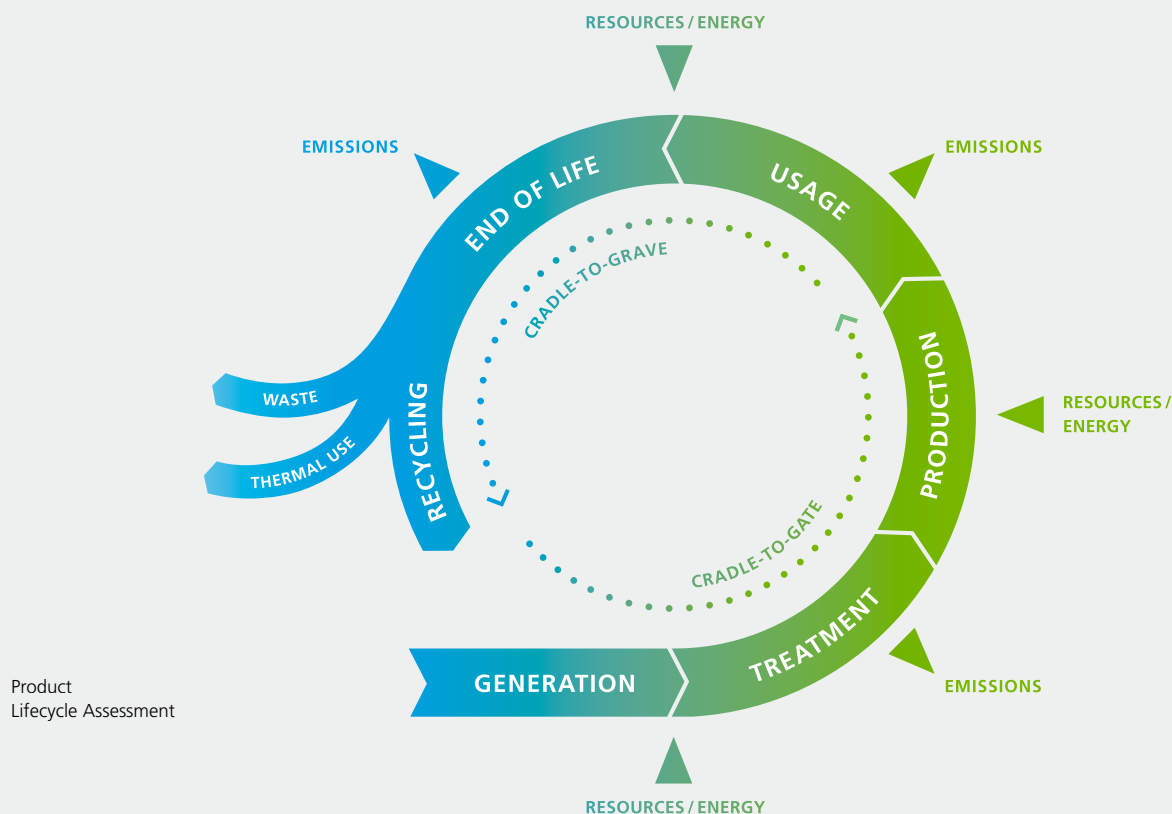 RESOURCES / ENERGY
EMISSIONS
EMISSIONS
END OF LIFE
USAGE
CRADLE-TO-GRAVE
PRODUCTION
RECYCLING
WASTE
THERMAL USE
RESOURCES /
ENERGY
CRADLE-TO-GATE
TREATMENT
GENERATION
EMISSIONS
Product
Lifecycle Assessment
RESOURCES / ENERGY